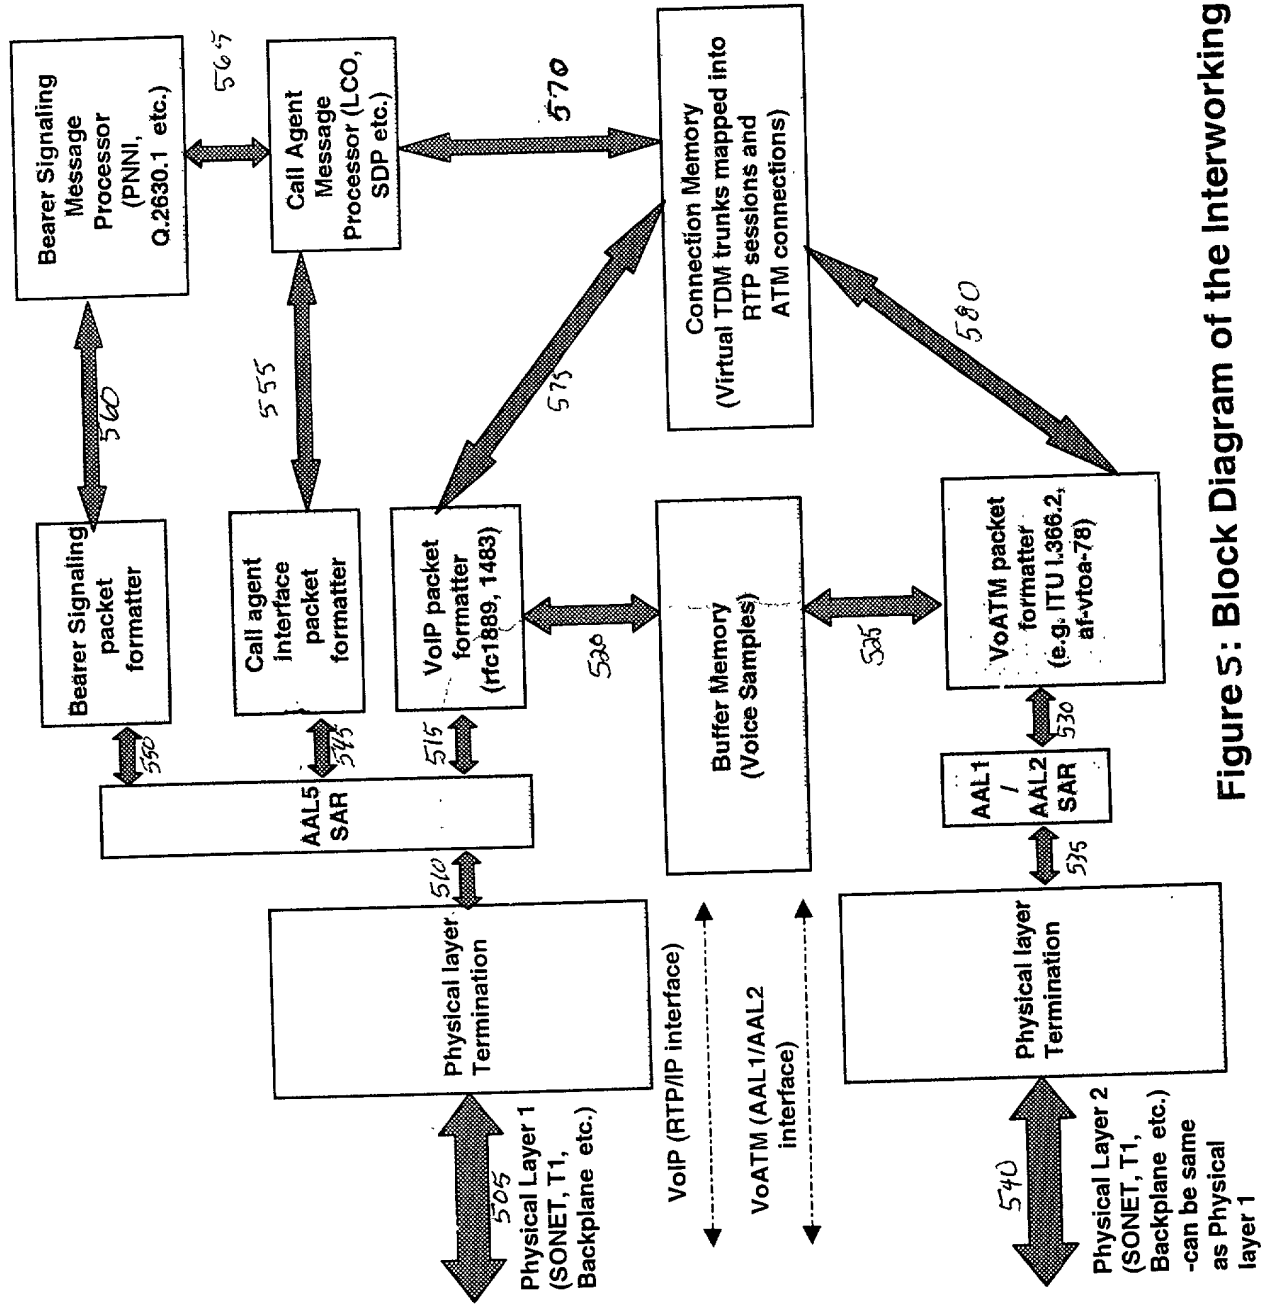 Bearer Signaling
Message
Processor
(PNNI,
Q.2630.1 etc.)
565
Call Agent
Message
Processor (LCO,
SDP etc.)
570
Connection Memory
(Virtual TDM trunks mapped into
RTP sessions and
ATM connections)
560
555
575
580
Bearer Signaling
packet
formatter
Call agent
interface
packet
formatter
VoIP packet
formatter
(rfc1889, 1483)
520
Buffer Memory
(Voice Samples)
525
VoATM packet
formatter
(e.g. ITU I.366.2,
af-vtoa-78)
550
545
515
530
AAL5
SAR
AAL1
/
AAL2
SAR
510
535
Physical layer
Termination
Physical layer
Termination
505
Physical Layer 1
(SONET, T1,
Backplane etc.)
VoIP (RTP/IP interface)
VoATM (AAL1/AAL2
interface)
540
Physical Layer 2
(SONET, T1,
Backplane etc.)
-can be same
as Physical
layer 1
Figure 5: Block Diagram of the Interworking